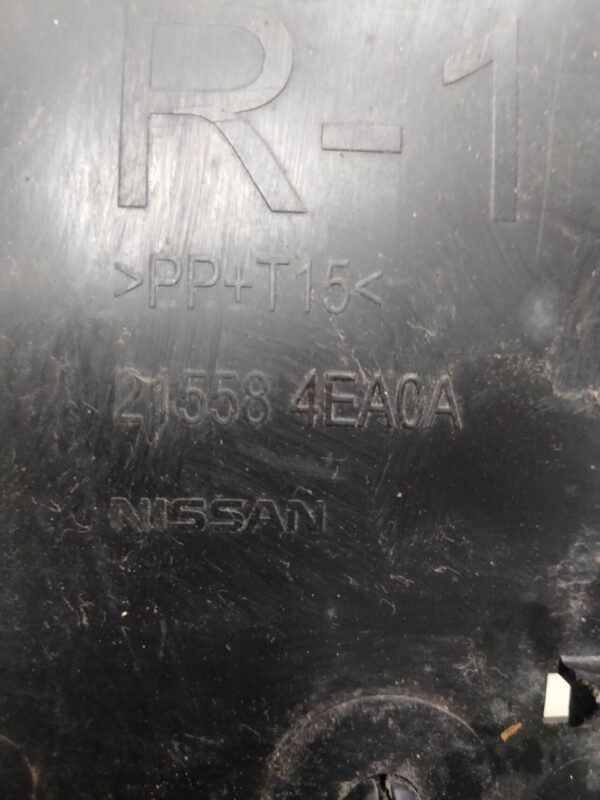 R-1
>PP+T15<
21558 4EA0A
NISSAN